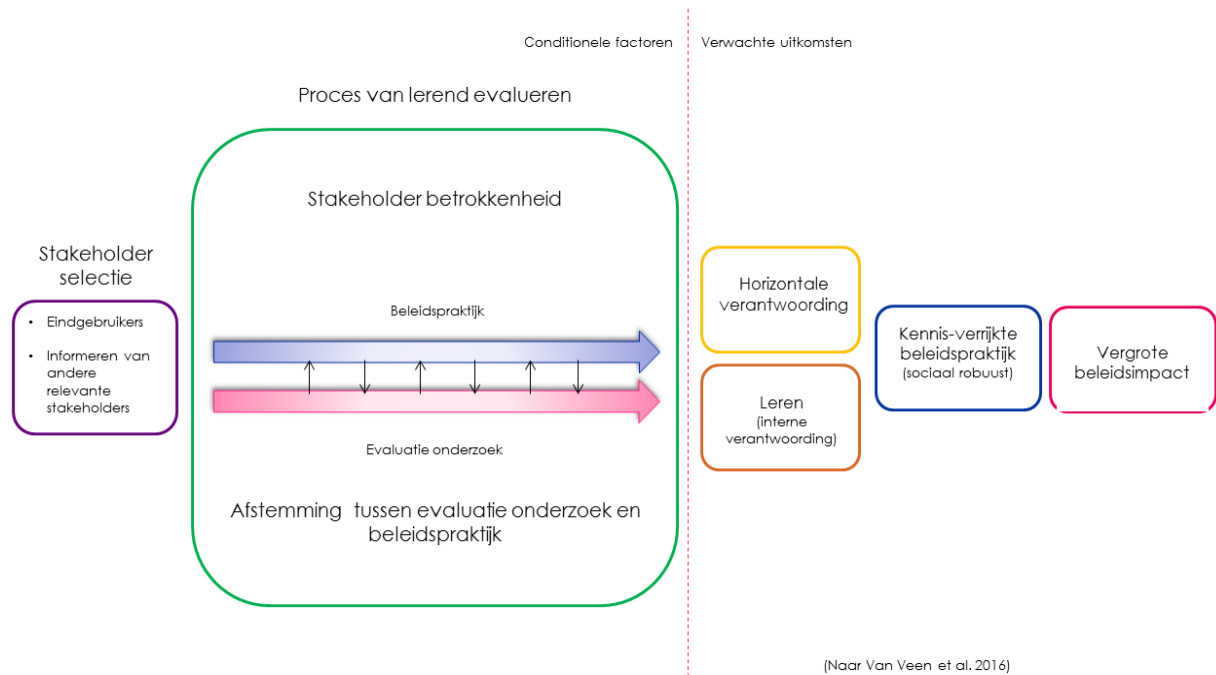 Conditionele factoren
Verwachte uitkomsten
Proces van lerend evalueren
Stakeholder betrokkenheid
Stakeholder
selectie
• Eindgebruikers
• Informeren van
andere
relevante
stakeholders
Beleidspraktijk
Evaluatie onderzoek
Afstemming tussen evaluatie onderzoek en
beleidspraktijk
Horizontale
verantwoording
Leren
(interne
verantwoording)
Kennis-verrijkte
beleidspraktijk
(sociaal robuust)
Vergrote
beleidsimpact
(Naar Van Veen et al. 2016)